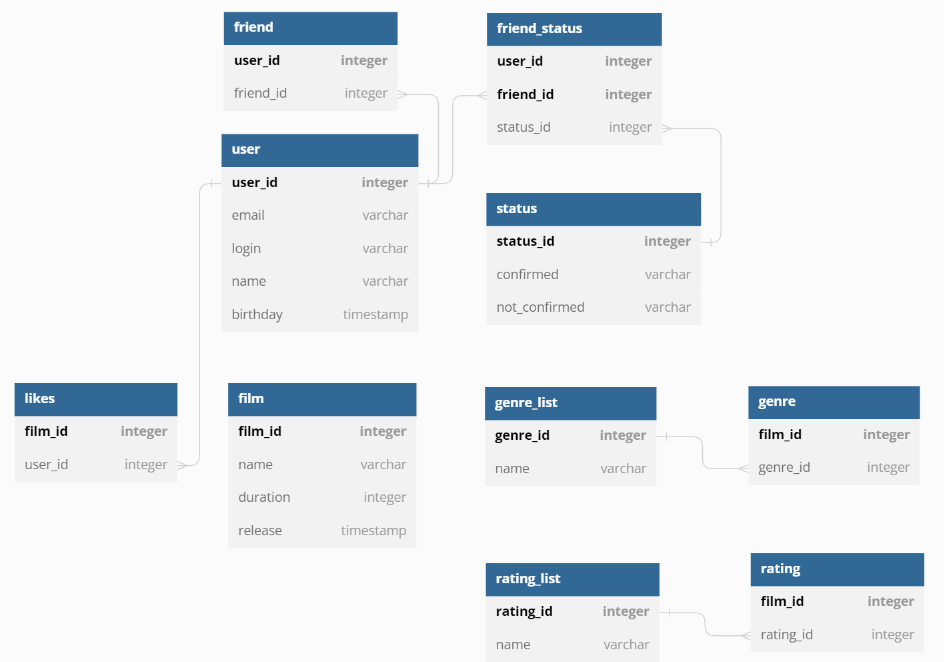 friend
user_id integer
friend_id integer
friend_status
user_id integer
friend_id integer
status_id integer
user
user_id integer
email varchar
login varchar
name varchar
birthday timestamp
status
status_id integer
confirmed varchar
not_confirmed varchar
likes
film_id integer
user_id integer
film
film_id integer
name varchar
duration integer
release timestamp
genre_list
genre_id integer
name varchar
genre
film_id integer
genre_id integer
rating_list
rating_id integer
name varchar
rating
film_id integer
rating_id integer